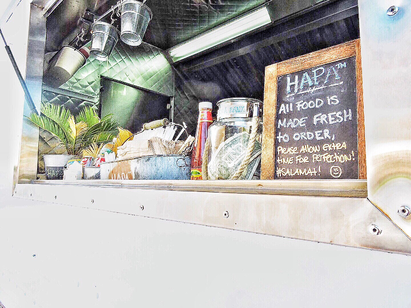 HAPA™
All FOOD is
MADE FRESH
to ORDER,
PLEASE Allow EXTRA
time FOR PERFECTION!
#SALAMAT!